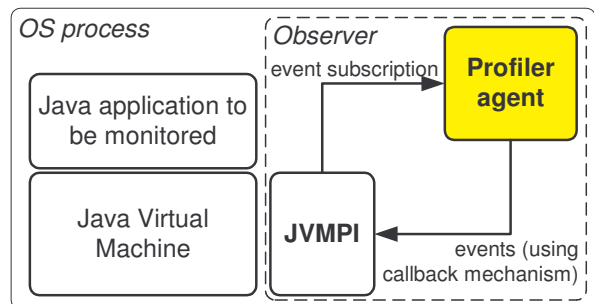 OS process
Observer
event subscription
Profiler
agent
Java application to
be monitored
Java Virtual
Machine
JVMPI
events (using
callback mechanism)